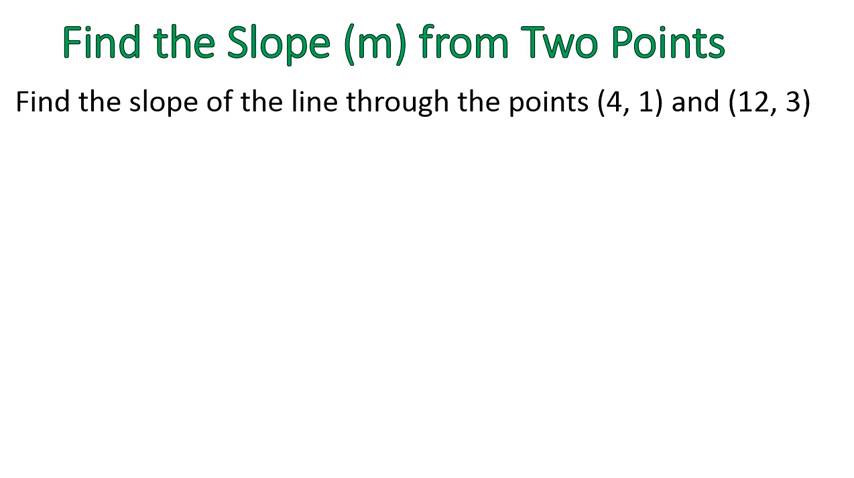 Find the Slope (m) from Two Points
Find the slope of the line through the points (4, 1) and (12, 3)